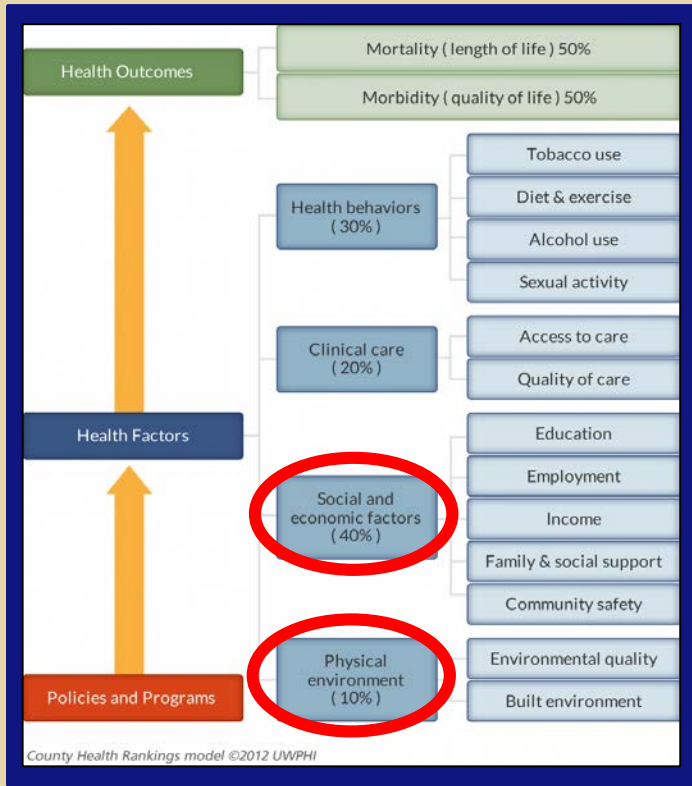 Health Outcomes
Mortality ( length of life ) 50%
Morbidity ( quality of life ) 50%
Health behaviors
( 30% )
Tobacco use
Diet & exercise
Alcohol use
Sexual activity
Clinical care
( 20% )
Access to care
Quality of care
Health Factors
Social and
economic factors
( 40% )
Education
Employment
Income
Family & social support
Community safety
Physical
environment
( 10% )
Environmental quality
Built environment
Policies and Programs
County Health Rankings model ©2012 UWPHI